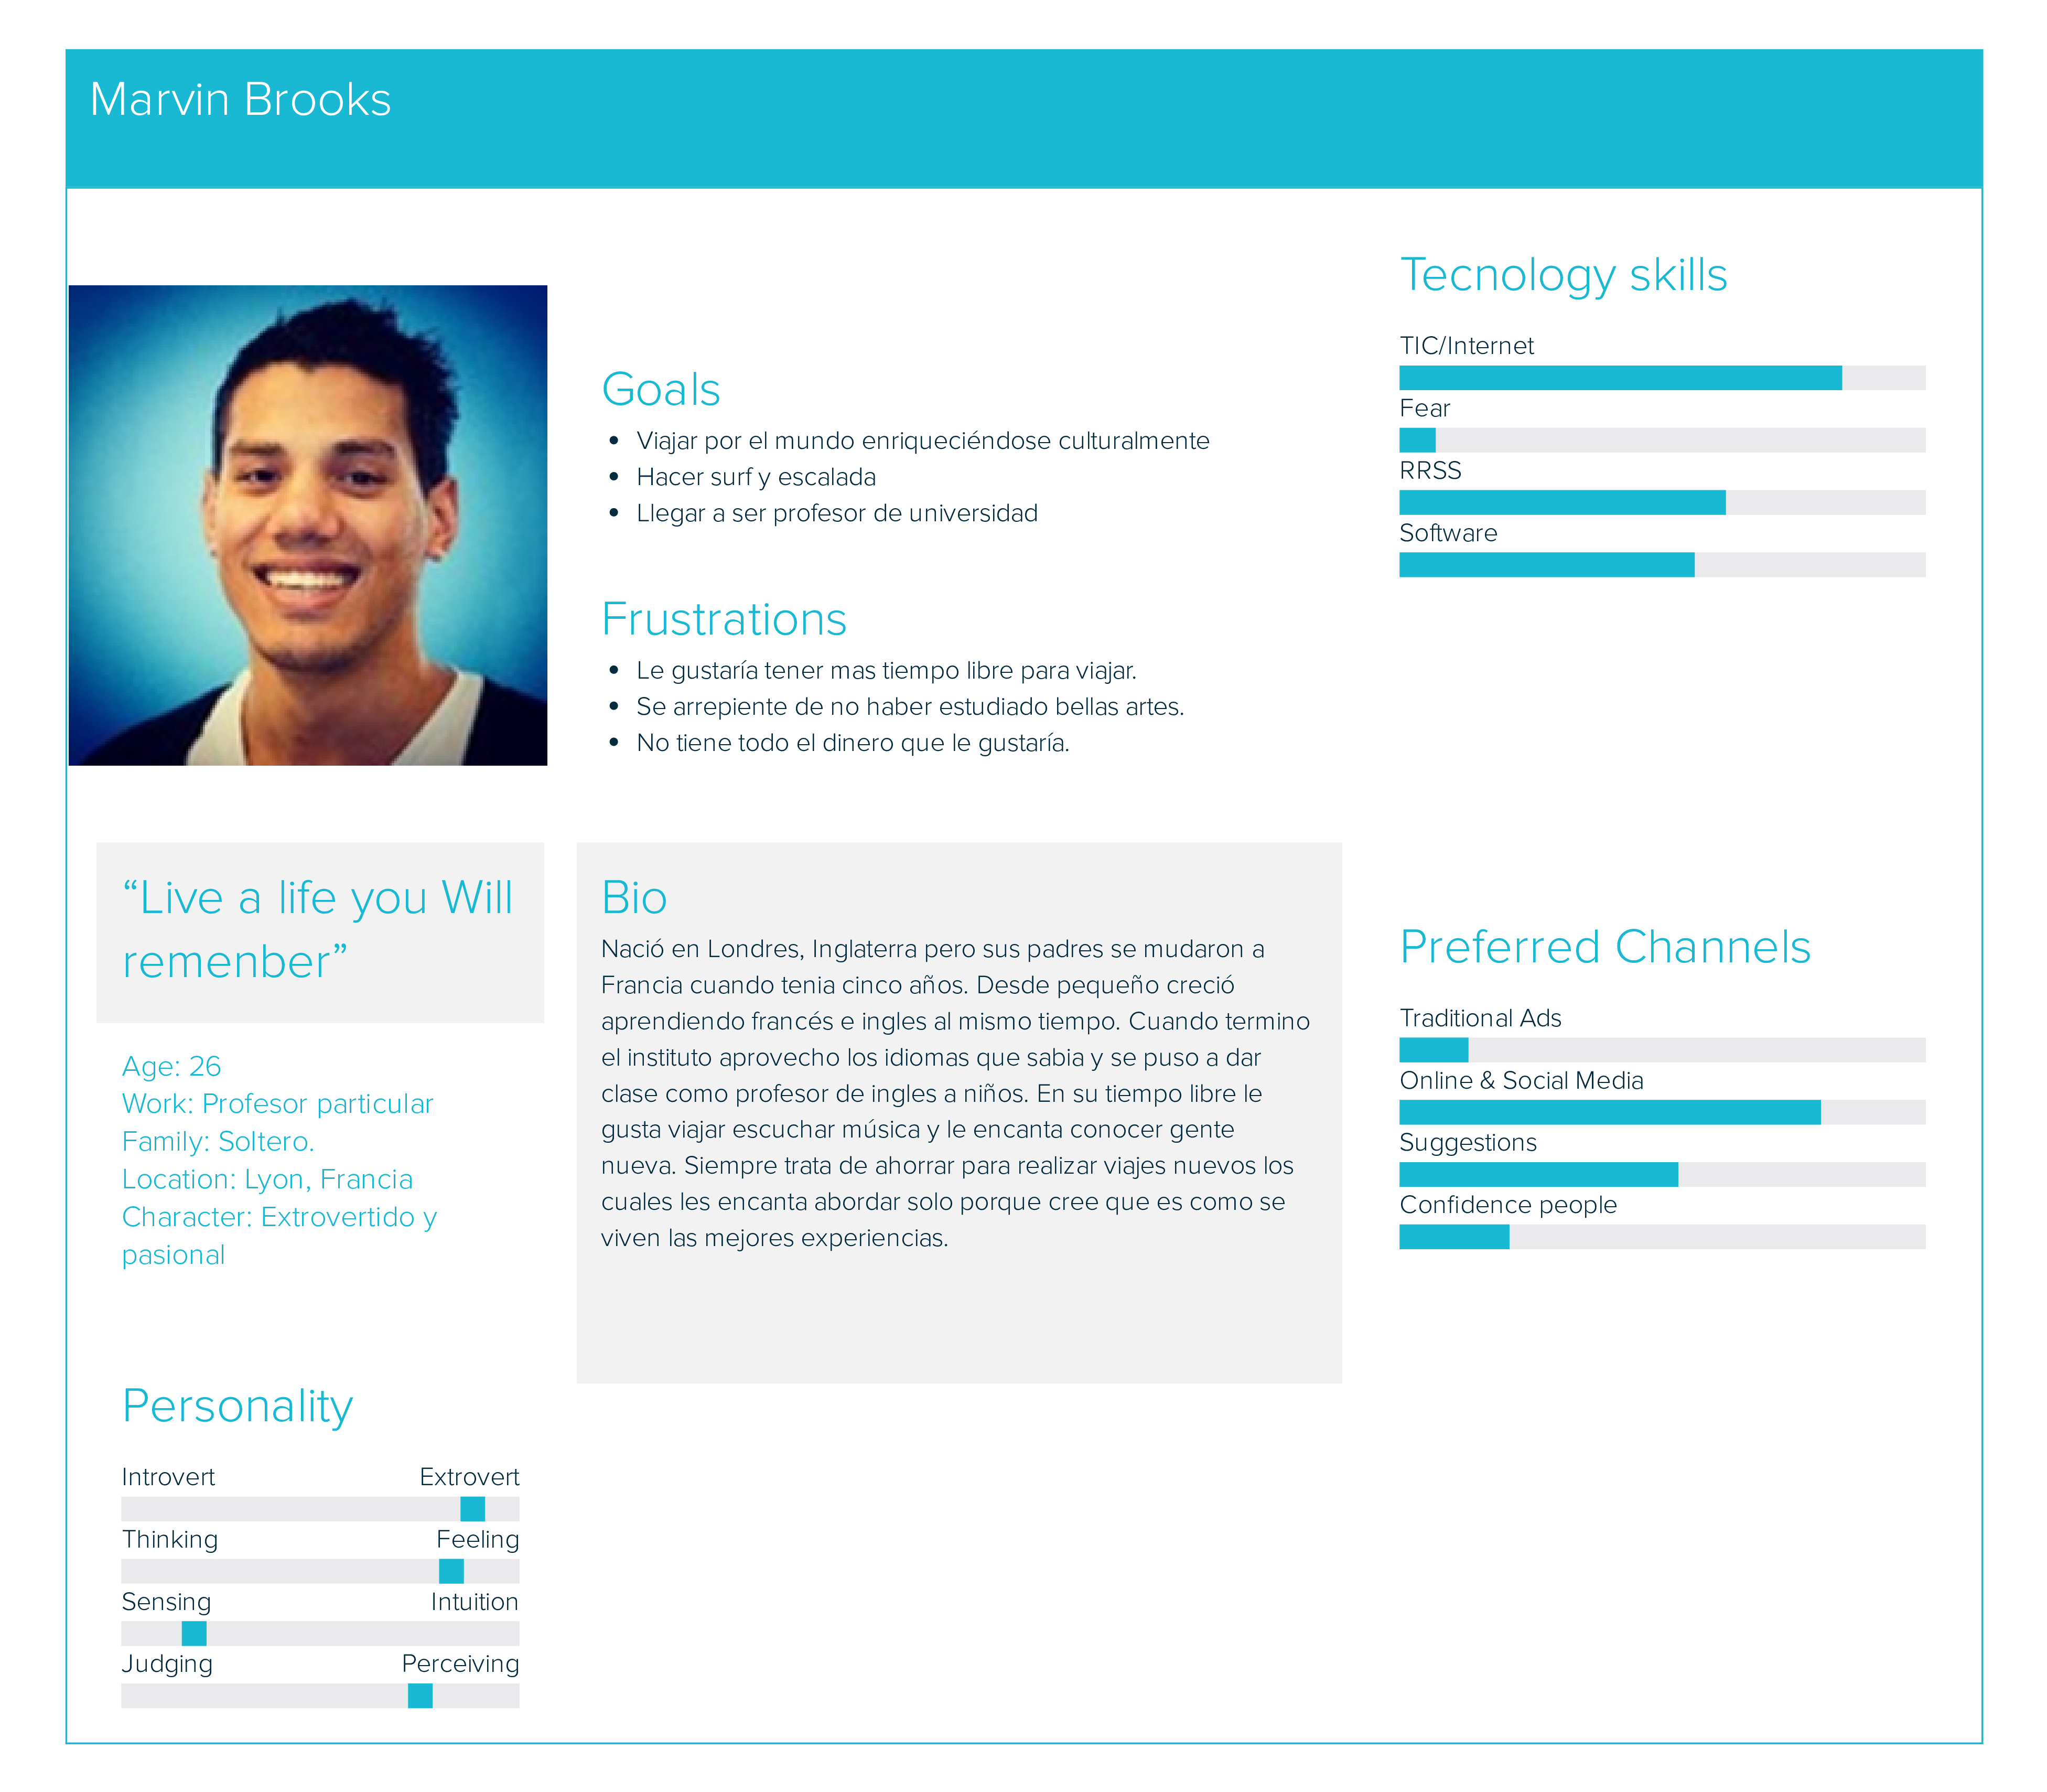 Marvin Brooks
Goals
• Viajar por el mundo enriqueciéndose culturalmente
• Hacer surf y escalada
• Llegar a ser profesor de universidad
Frustrations
• Le gustaría tener mas tiempo libre para viajar.
• Se arrepiente de no haber estudiado bellas artes.
• No tiene todo el dinero que le gustaría.
Tecnology skills
TIC/Internet
Fear
RRSS
Software
“Live a life you Will
remenber”
Age: 26
Work: Profesor particular
Family: Soltero.
Location: Lyon, Francia
Character: Extrovertido y
pasional
Bio
Nació en Londres, Inglaterra pero sus padres se mudaron a
Francia cuando tenia cinco años. Desde pequeño creció
aprendiendo francés e ingles al mismo tiempo. Cuando termino
el instituto aprovecho los idiomas que sabia y se puso a dar
clase como profesor de ingles a niños. En su tiempo libre le
gusta viajar escuchar música y le encanta conocer gente
nueva. Siempre trata de ahorrar para realizar viajes nuevos los
cuales les encanta abordar solo porque cree que es como se
viven las mejores experiencias.
Preferred Channels
Traditional Ads
Online & Social Media
Suggestions
Confidence people
Personality
Introvert Extrovert
Thinking Feeling
Sensing Intuition
Judging Perceiving